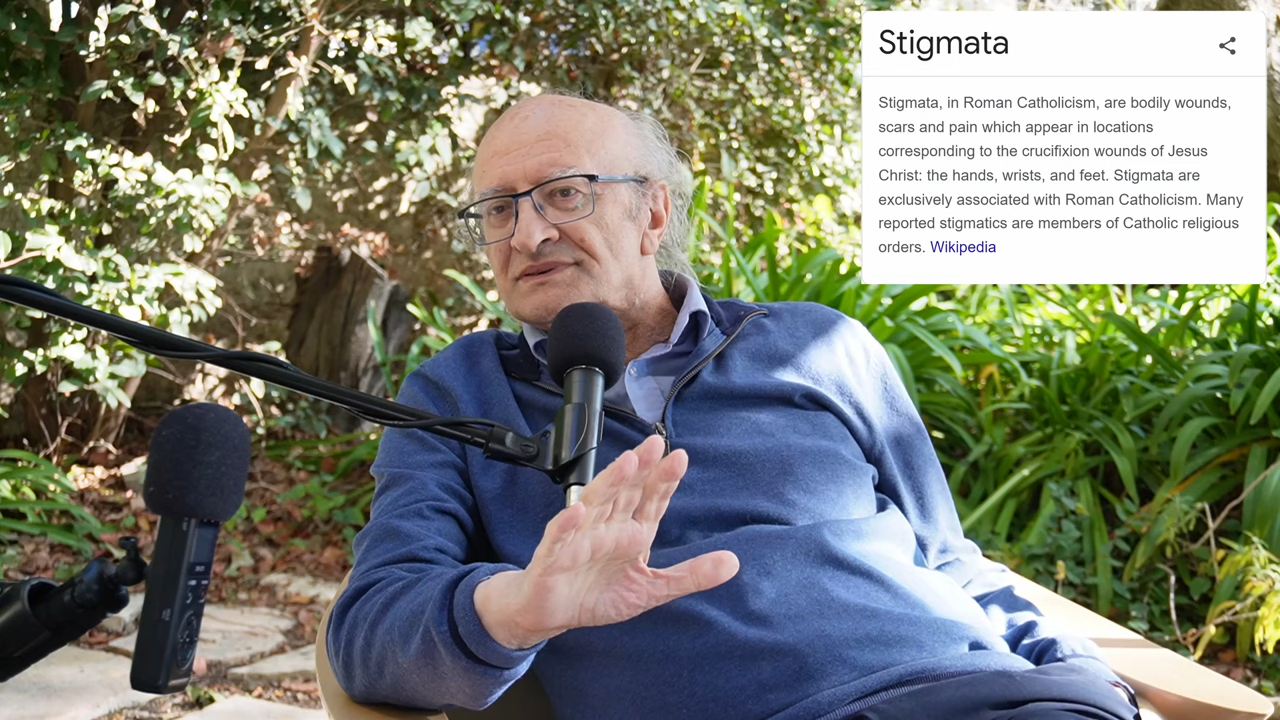 Stigmata
Stigmata, in Roman Catholicism, are bodily wounds,
scars and pain which appear in locations
corresponding to the crucifixion wounds of Jesus
Christ: the hands, wrists, and feet. Stigmata are
exclusively associated with Roman Catholicism. Many
reported stigmatics are members of Catholic religious
orders. Wikipedia